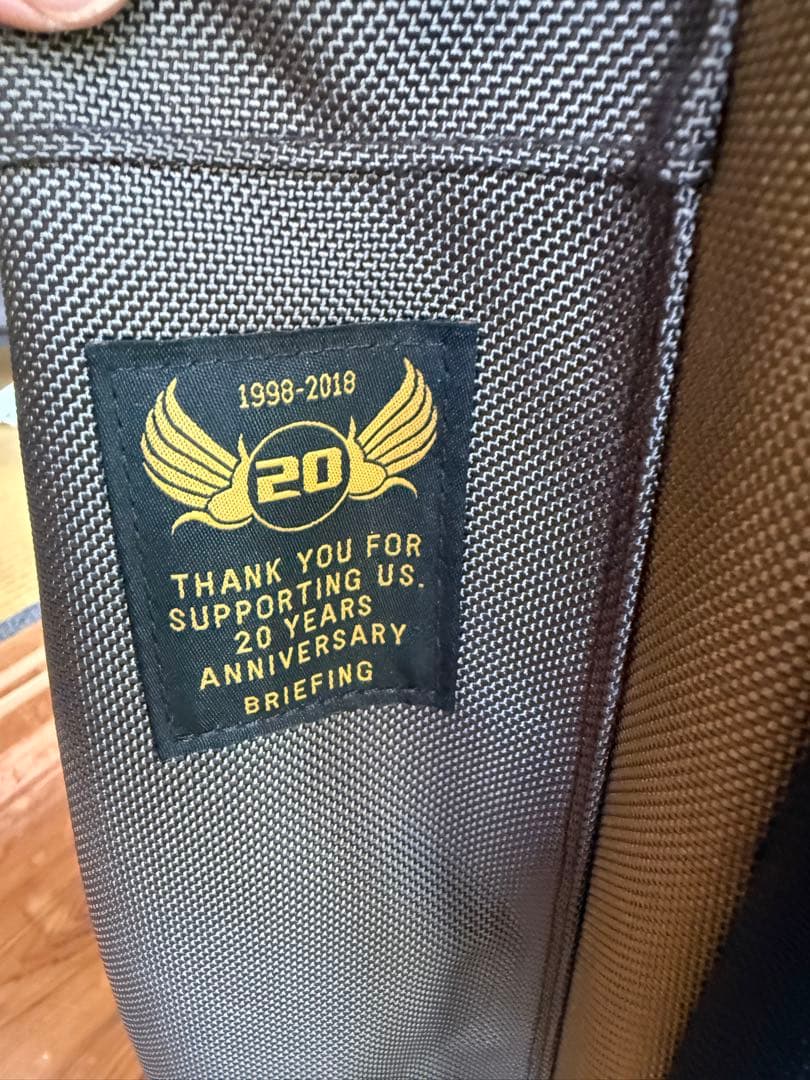 1998-2018
20
THANK YOU FOR
SUPPORTING US.
20 YEARS
ANNIVERSARY
BRIEFING